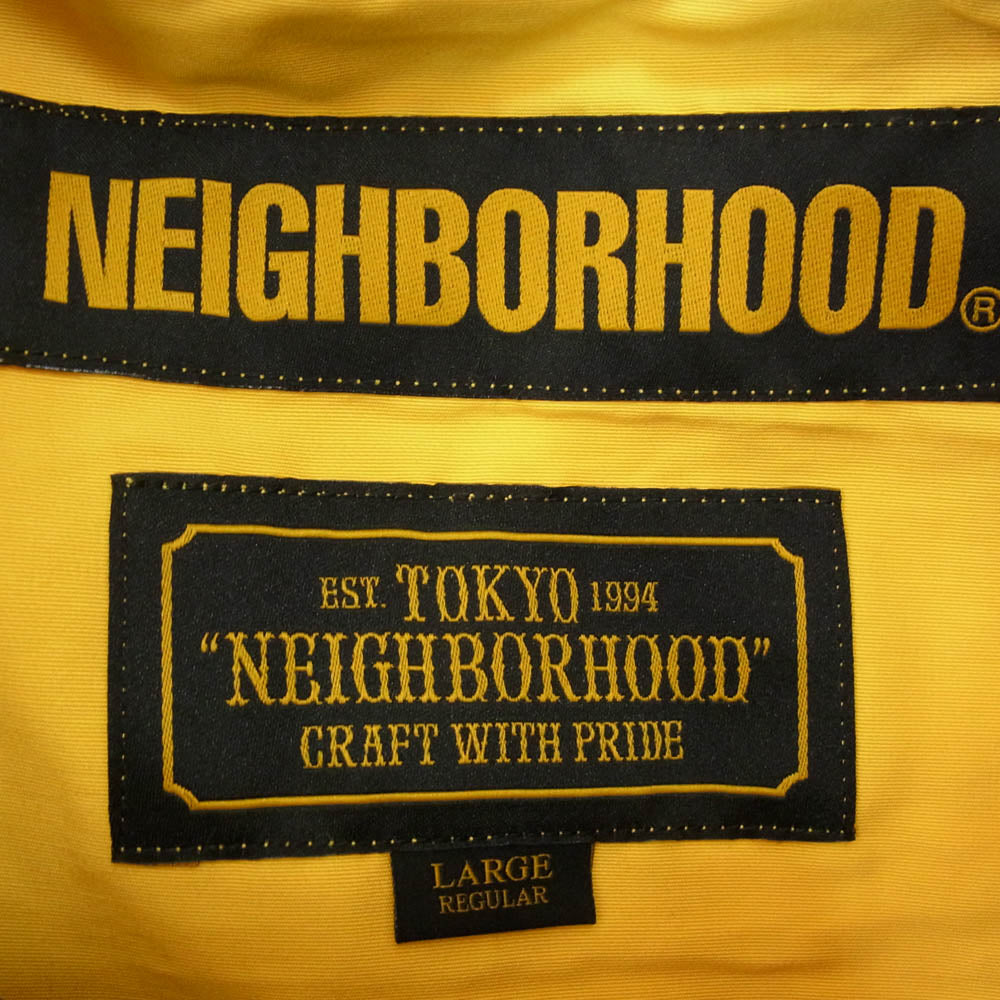 NEIGHBORHOOD®
EST. TOKYO 1994
“NEIGHBORHOOD”
CRAFT WITH PRIDE
LARGE
REGULAR